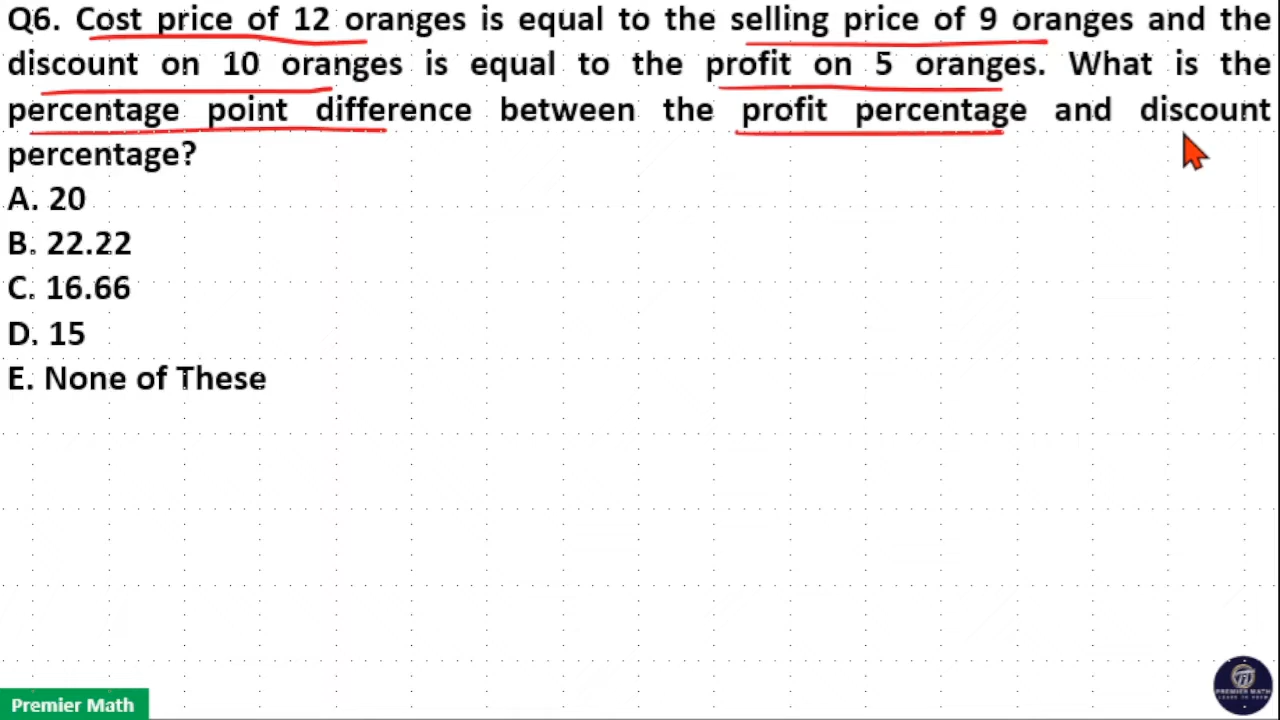 Q6. Cost price of 12 oranges is equal to the selling price of 9 oranges and the
discount on 10 oranges is equal to the profit on 5 oranges. What is the
percentage point difference between the profit percentage and discount
percentage?
A. 20
B. 22.22
C. 16.66
D. 15
E. None of These
Premier Math
PREMIER MATH